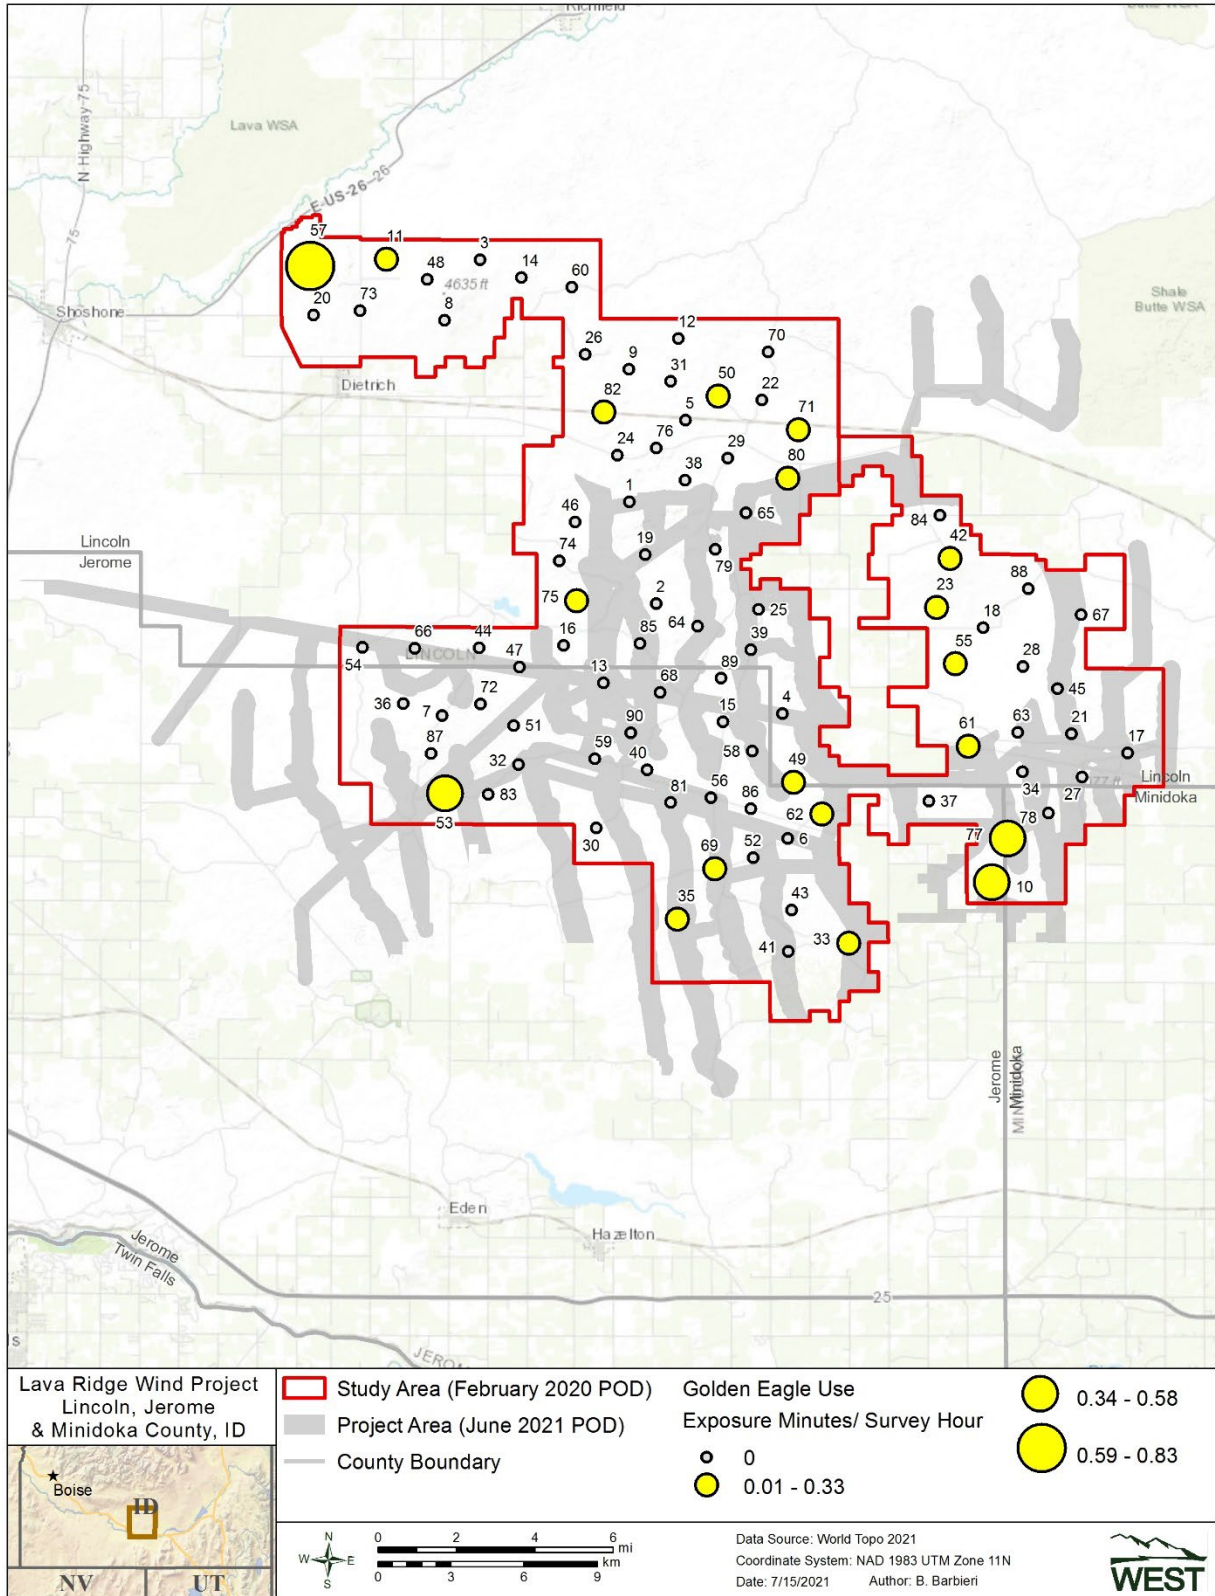 Richfield
Butte WSA
N Highway 75
Lava WSA
E-US-26
26
75
57
11
3
48
14
60
4635 ft
20
73
8
Shoshone
Shale
Butte WSA
12
70
26
9
31
50
22
Dietrich
82
5
71
24
76
29
80
38
1
46
65
84
Lincoln
Jerome
19
42
74
79
88
75
2
25
23
18
67
64
16
85
39
55
28
66
44
54
LINCOLN
47
13
68
89
45
36
72
4
7
15
63
21
51
90
61
17
87
58
59
32
40
49
34
27
77 ft
Lincoln
Minidoka
83
53
81
56
86
62
37
78
77
30
6
69
52
10
35
43
33
41
Jerome
Minidoka
Eden
Hazelton
Jerome
Twin Falls
25
ls
JEROM
Lava Ridge Wind Project
Lincoln, Jerome
& Minidoka County, ID
Boise
ID
NV
UT
Study Area (February 2020 POD)
Project Area (June 2021 POD)
County Boundary
Golden Eagle Use
Exposure Minutes/ Survey Hour
0
0.01 - 0.33
0.34 - 0.58
0.59 - 0.83
N
W
E
S
0 2 4 6
mi
km
0 3 6 9
Data Source: World Topo 2021
Coordinate System: NAD 1983 UTM Zone 11N
Date: 7/15/2021 Author: B. Barbieri
WEST